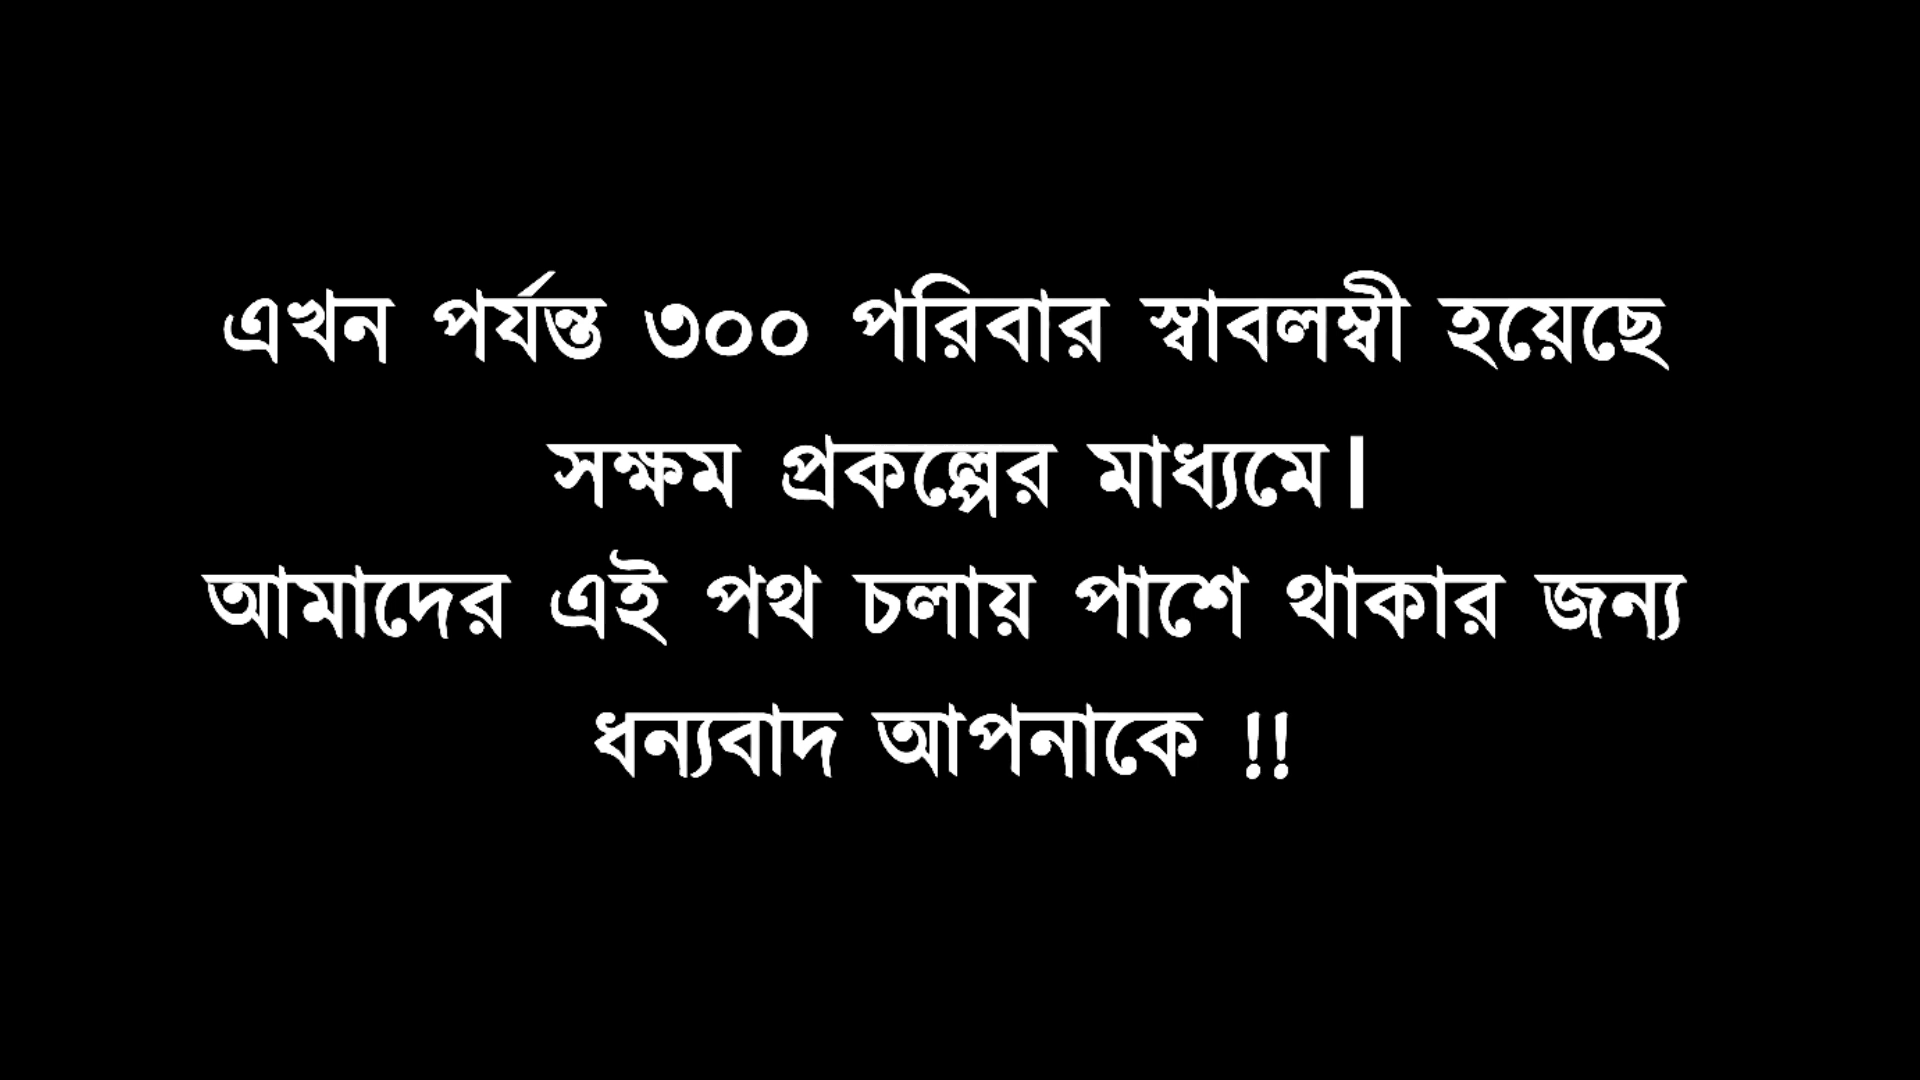 এখন পর্যন্ত ৩০০ পরিবার স্বাবলম্বী হয়েছে
সক্ষম প্রকল্পের মাধ্যমে।
আমাদের এই পথ চলায় পাশে থাকার জন্য
ধন্যবাদ আপনাকে !!